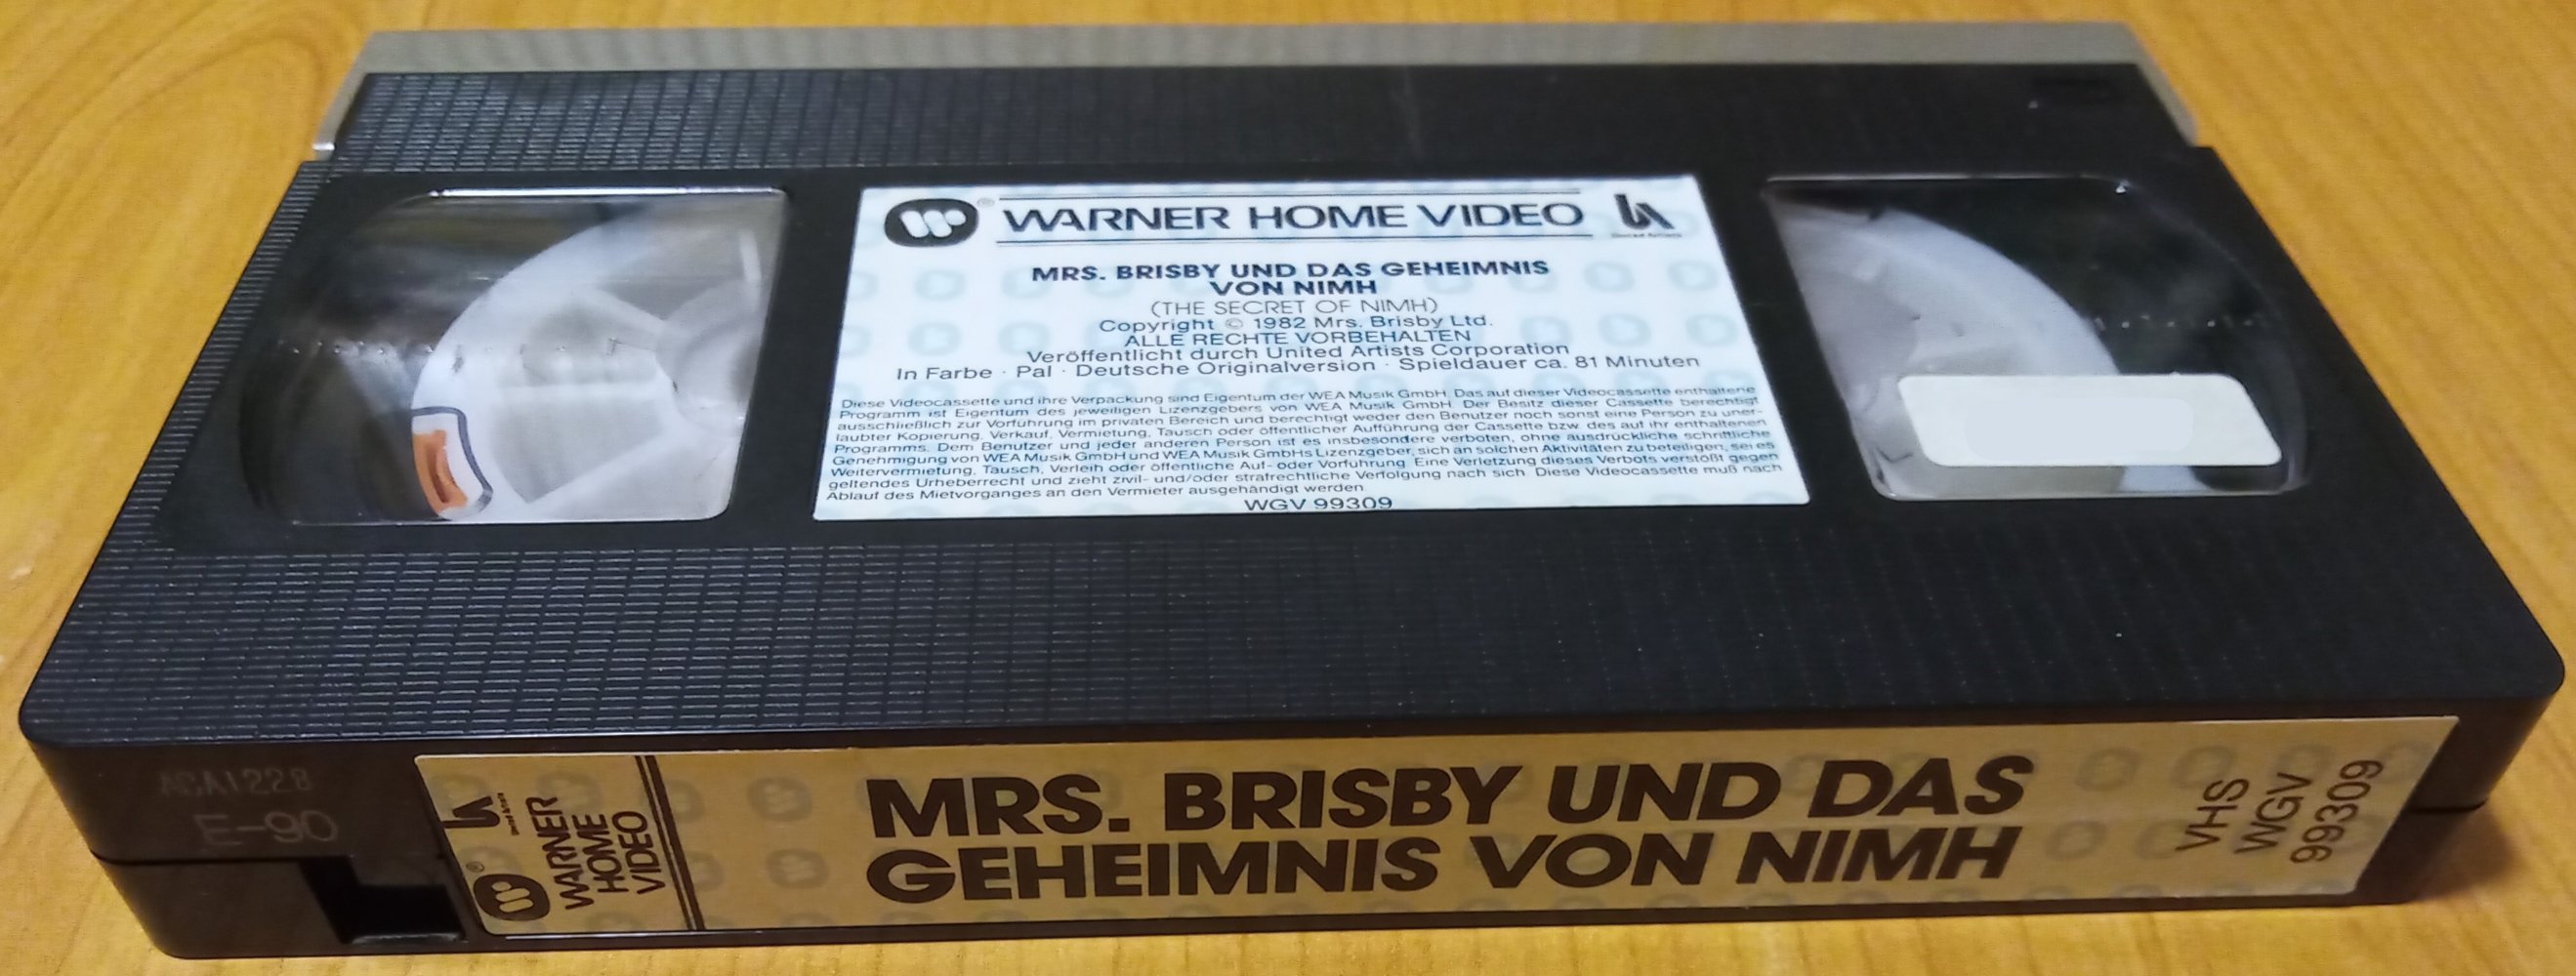 WARNER HOME VIDEO
United Artists
MRS. BRISBY UND DAS GEHEIMNIS
VON NIMH
(THE SECRET OF NIMH)
Copyright © 1982 Mrs. Brisby Ltd.
ALLE RECHTE VORBEHALTEN
Veröffentlicht durch United Artists Corporation
In Farbe · Pal · Deutsche Originalversion · Spieldauer ca. 81 Minuten
Diese Videocassette und ihre Verpackung sind Eigentum der WEA Musik GmbH. Das auf dieser Videocassette enthaltene
Programm ist Eigentum des jeweiligen Lizenzgebers von WEA Musik GmbH. Der Besitz dieser Cassette berechtigt
ausschließlich zur Vorführung im privaten Bereich und berechtigt weder den Benutzer noch sonst eine Person zu uner-
laubter Kopierung, Verkauf, Vermietung, Tausch oder öffentlicher Aufführung der Cassette bzw. des auf ihr enthaltenen
Programms. Dem Benutzer und jeder anderen Person ist es insbesondere verboten, ohne ausdrückliche schriftliche
Genehmigung von WEA Musik GmbH und WEA Musik GmbHs Lizenzgeber, sich an solchen Aktivitäten zu beteiligen, sei es
Weitervermietung, Tausch, Verleih oder öffentliche Auf- oder Vorführung. Eine Verletzung dieses Verbots verstößt gegen
geltendes Urheberrecht und zieht zivil- und/oder strafrechtliche Verfolgung nach sich. Diese Videocassette muß nach
Ablauf des Mietvorganges an den Vermieter ausgehändigt werden.
WGV 99309
ACA1228
E-90
WARNER
HOME
VIDEO
MRS. BRISBY UND DAS
GEHEIMNIS VON NIMH
VHS
WGV
99309